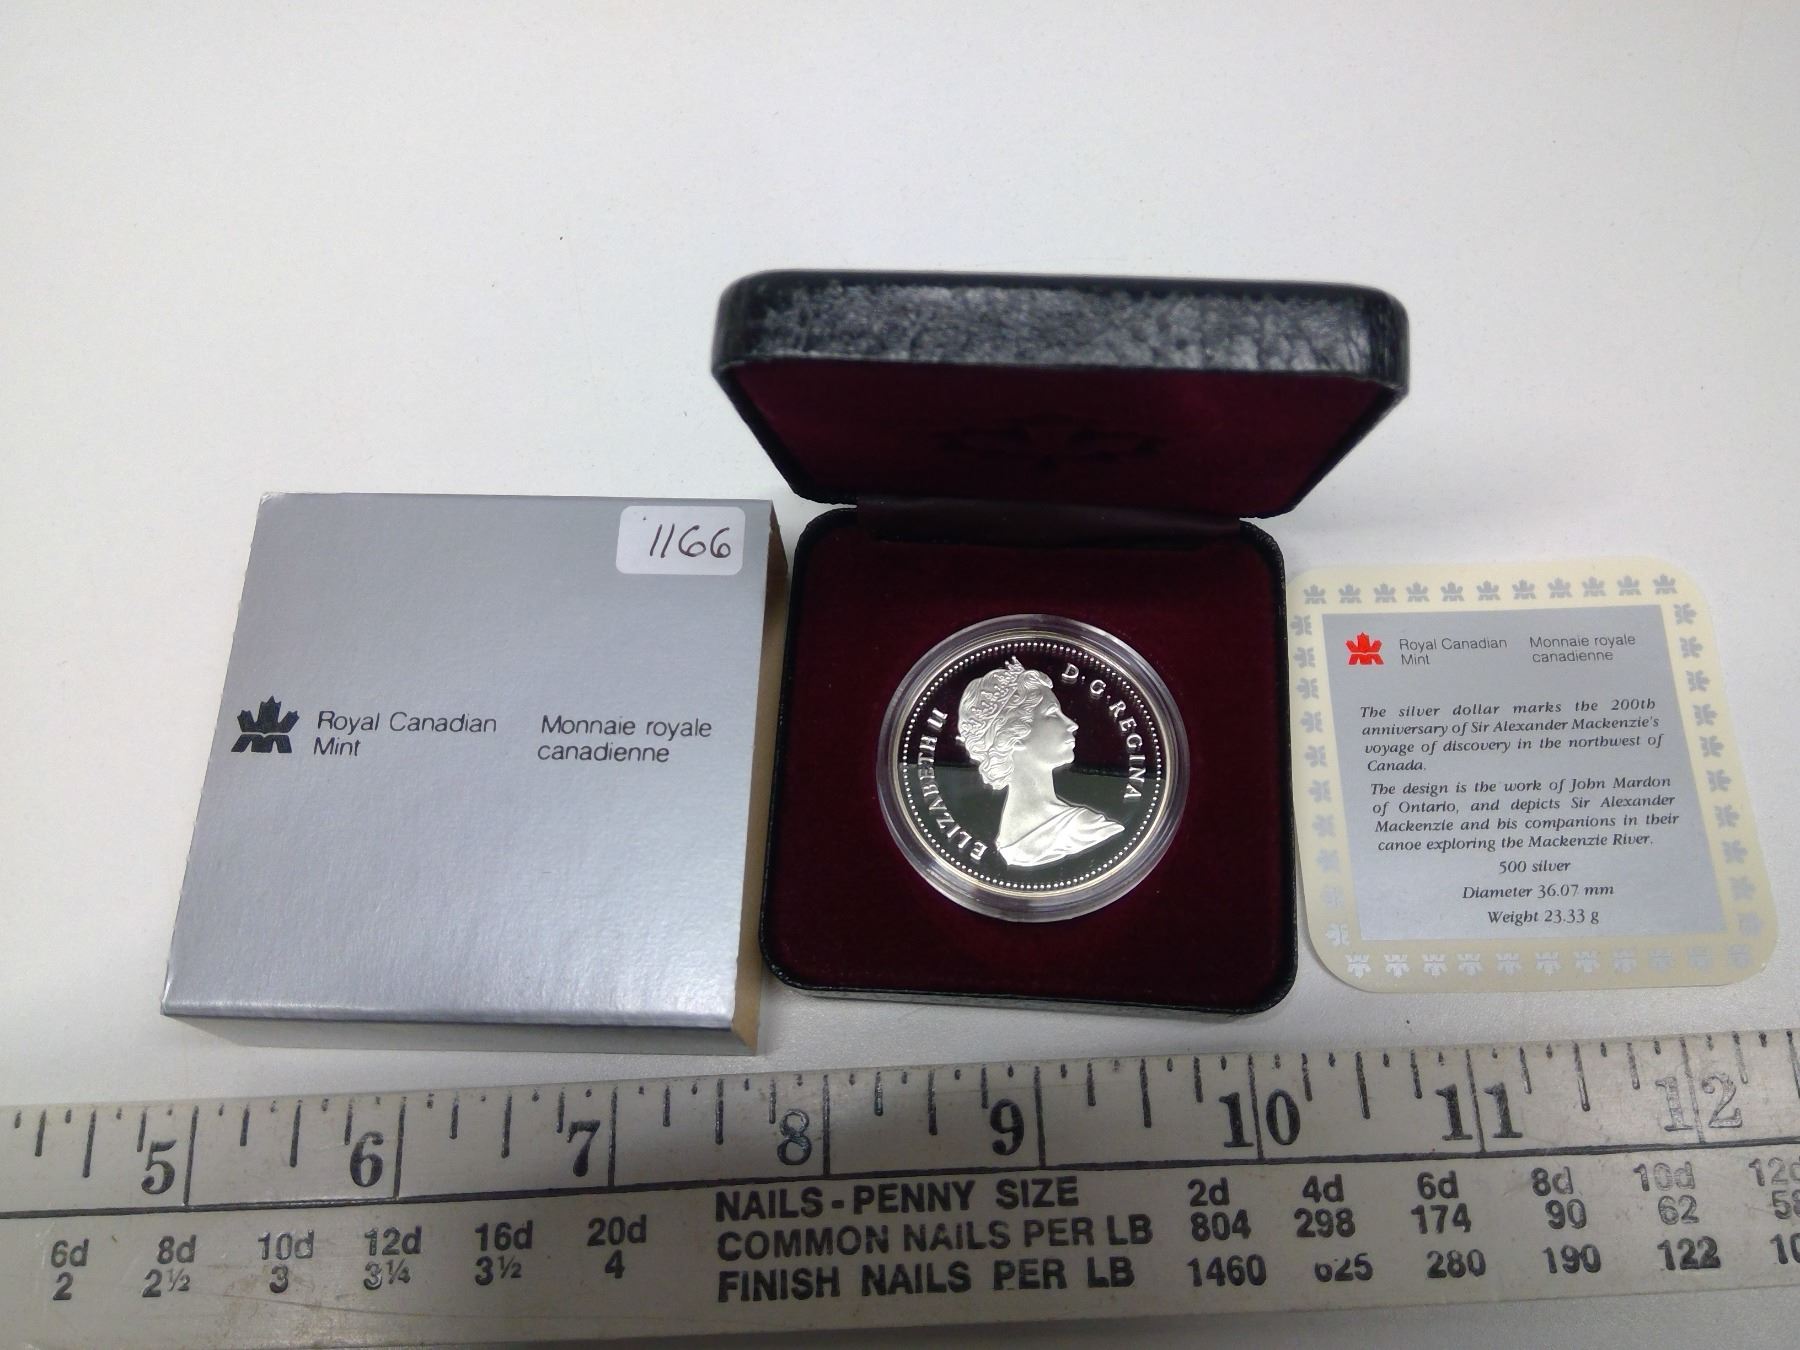 1166
Royal Canadian Mint
Monnaie royale canadienne
ELIZABETH II D·G·REGINA
Royal Canadian Mint
Monnaie royale canadienne
The silver dollar marks the 200th
anniversary of Sir Alexander Mackenzie's
voyage of discovery in the northwest of
Canada.
The design is the work of John Mardon
of Ontario, and depicts Sir Alexander
Mackenzie and his companions in their
canoe exploring the Mackenzie River.
500 silver
Diameter 36.07 mm
Weight 23.33 g
5 6 7 8 9 10 11 12
6d 8d 10d 12d 16d 20d
2 2½ 3 3¼ 3½ 4
NAILS - PENNY SIZE 2d 4d 6d 8d 10d
COMMON NAILS PER LB 804 298 174 90 62
FINISH NAILS PER LB 1460 625 280 190 122